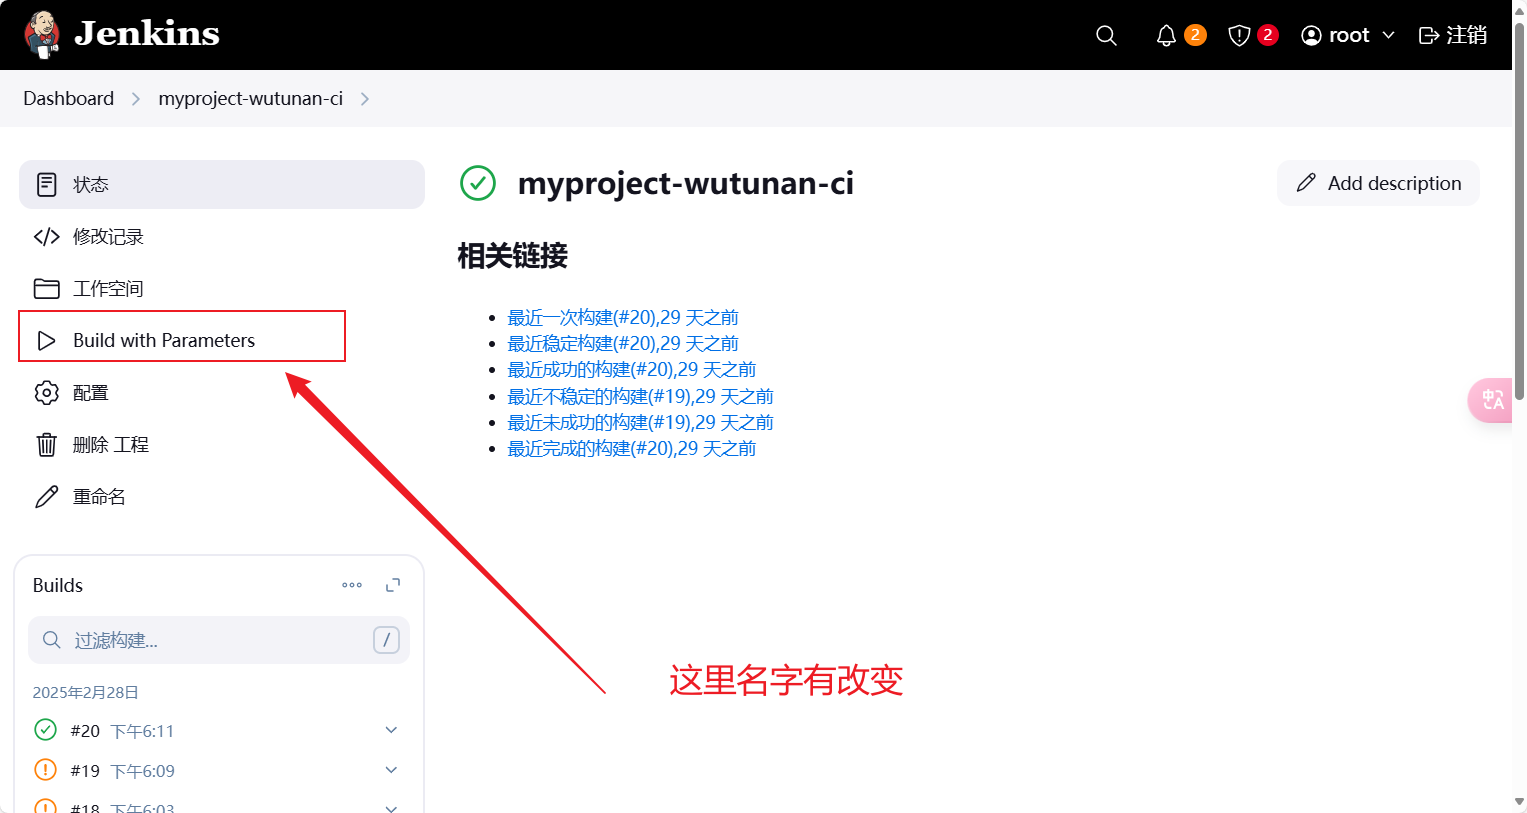 Jenkins
2
2
root
注销
Dashboard
myproject-wutunan-ci
状态
修改记录
工作空间
Build with Parameters
配置
删除 工程
重命名
myproject-wutunan-ci
Add description
相关链接
最近一次构建(#20),29 天之前
最近稳定构建(#20),29 天之前
最近成功的构建(#20),29 天之前
最近不稳定的构建(#19),29 天之前
最近未成功的构建(#19),29 天之前
最近完成的构建(#20),29 天之前
中A
这里名字有改变
Builds
过滤构建...
/
2025年2月28日
#20 下午6:11
#19 下午6:09
#18 下午6:03